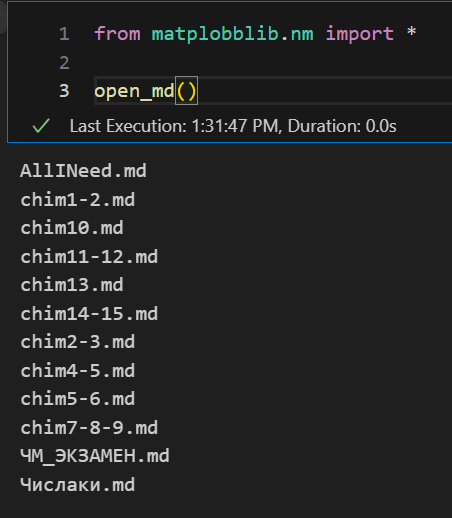 1 from matplobblib.nm import *
2
3 open_md()
Last Execution: 1:31:47 PM, Duration: 0.0s
AllINeed.md
chim1-2.md
chim10.md
chim11-12.md
chim13.md
chim14-15.md
chim2-3.md
chim4-5.md
chim5-6.md
chim7-8-9.md
ЧМ_ЭКЗАМЕН.md
Числаки.md